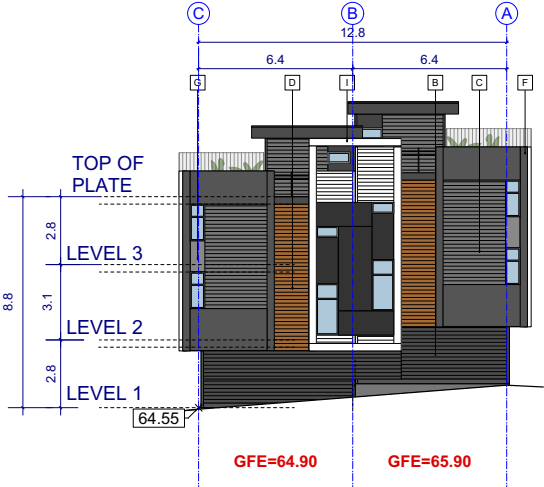 C B A
12.8
6.4 6.4
G D I B C F
TOP OF
PLATE
2.8
LEVEL 3
8.8
3.1
LEVEL 2
2.8
LEVEL 1
64.55
GFE=64.90 GFE=65.90